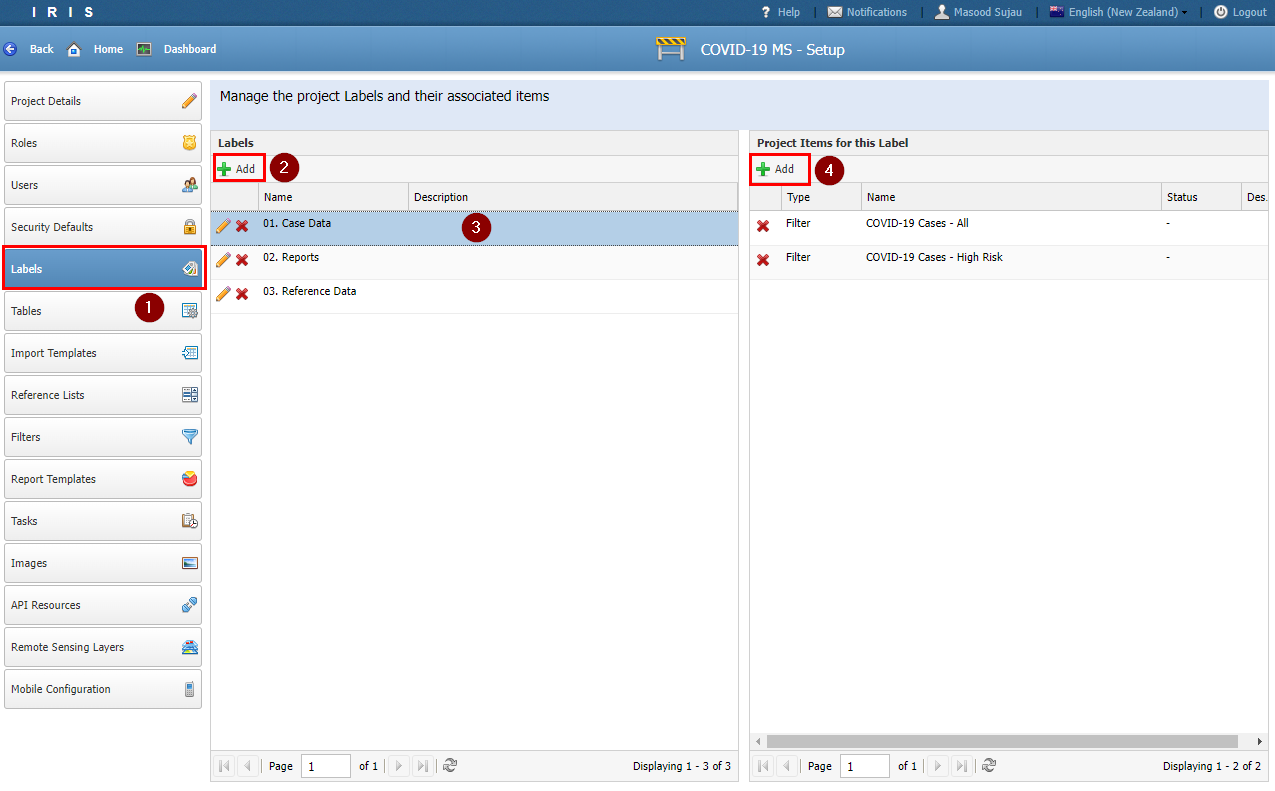 I R I S
? Help | Notifications | Masood Sujau | English (New Zealand) | Logout
Back Home Dashboard
COVID-19 MS - Setup
Project Details
Roles
Users
Security Defaults
Labels
1
Tables
Import Templates
Reference Lists
Filters
Report Templates
Tasks
Images
API Resources
Remote Sensing Layers
Mobile Configuration
Manage the project Labels and their associated items
Labels
Add 2
Name Description
01. Case Data 3
02. Reports
03. Reference Data
Page 1 of 1 Displaying 1 - 3 of 3
Project Items for this Label
Add 4
Type Name Status Des.
Filter COVID-19 Cases - All -
Filter COVID-19 Cases - High Risk -
Page 1 of 1 Displaying 1 - 2 of 2